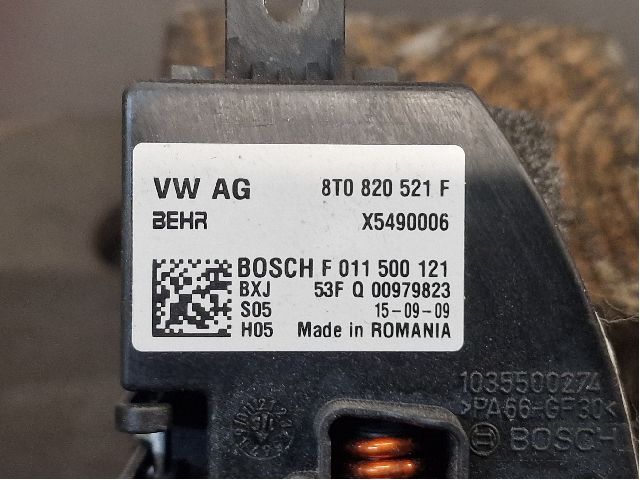 VW AG 8T0 820 521 F
BEHR X5490006
BOSCH F 011 500 121
BXJ 53F Q 00979823
S05 15-09-09
H05 Made in ROMANIA
1035500274
>PA66-GF30<
BOSCH